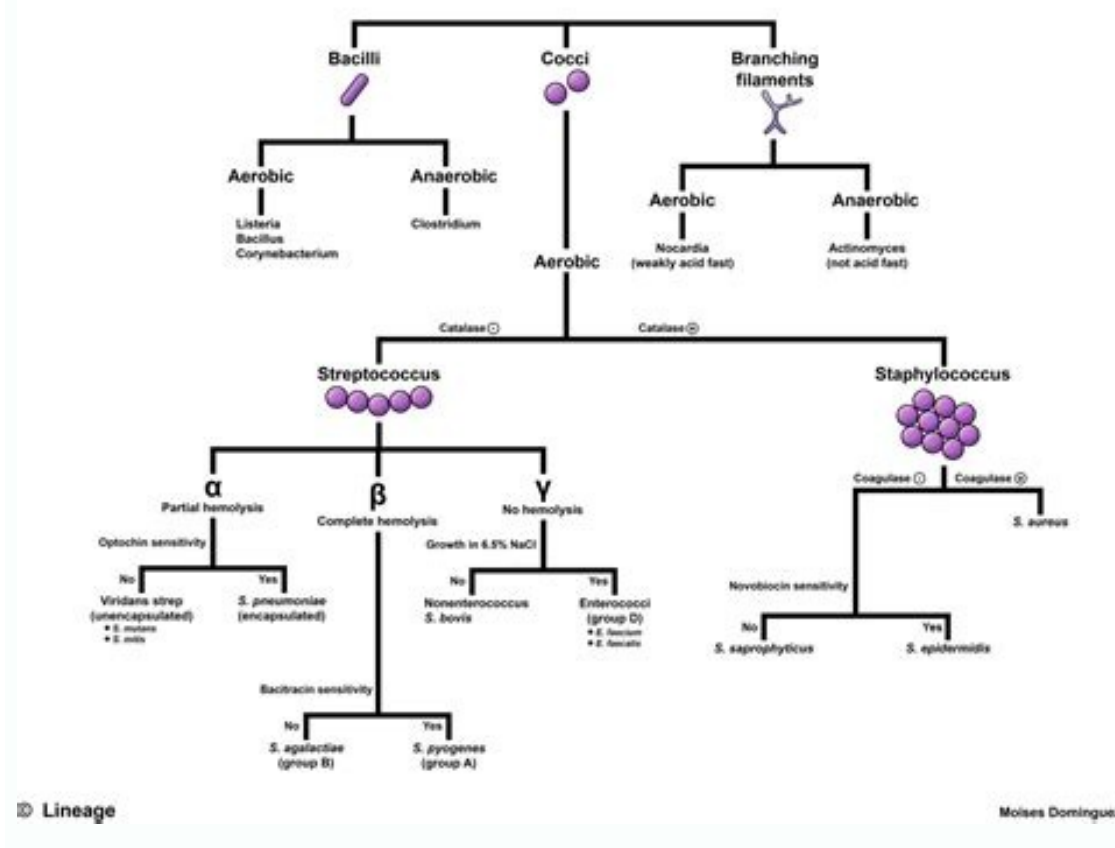 Bacilli
Cocci
Branching
filaments
Aerobic
Anaerobic
Listeria
Bacillus
Corynebacterium
Clostridium
Aerobic
Aerobic
Anaerobic
Nocardia
(weakly acid fast)
Actinomyces
(not acid fast)
Catalase ⊖
Catalase ⊕
Streptococcus
Staphylococcus
α
Partial hemolysis
β
Complete hemolysis
γ
No hemolysis
Coagulase ⊖
Coagulase ⊕
S. aureus
Optochin sensitivity
No
Yes
Viridans strep
(unencapsulated)
• S. mutans
• S. mitis
S. pneumoniae
(encapsulated)
Growth in 6.5% NaCl
No
Yes
Nonenterococcus
S. bovis
Enterococci
(group D)
• E. faecium
• E. faecalis
Novobiocin sensitivity
No
Yes
S. saprophyticus
S. epidermidis
Bacitracin sensitivity
No
Yes
S. agalactiae
(group B)
S. pyogenes
(group A)
© Lineage
Moises Domingue